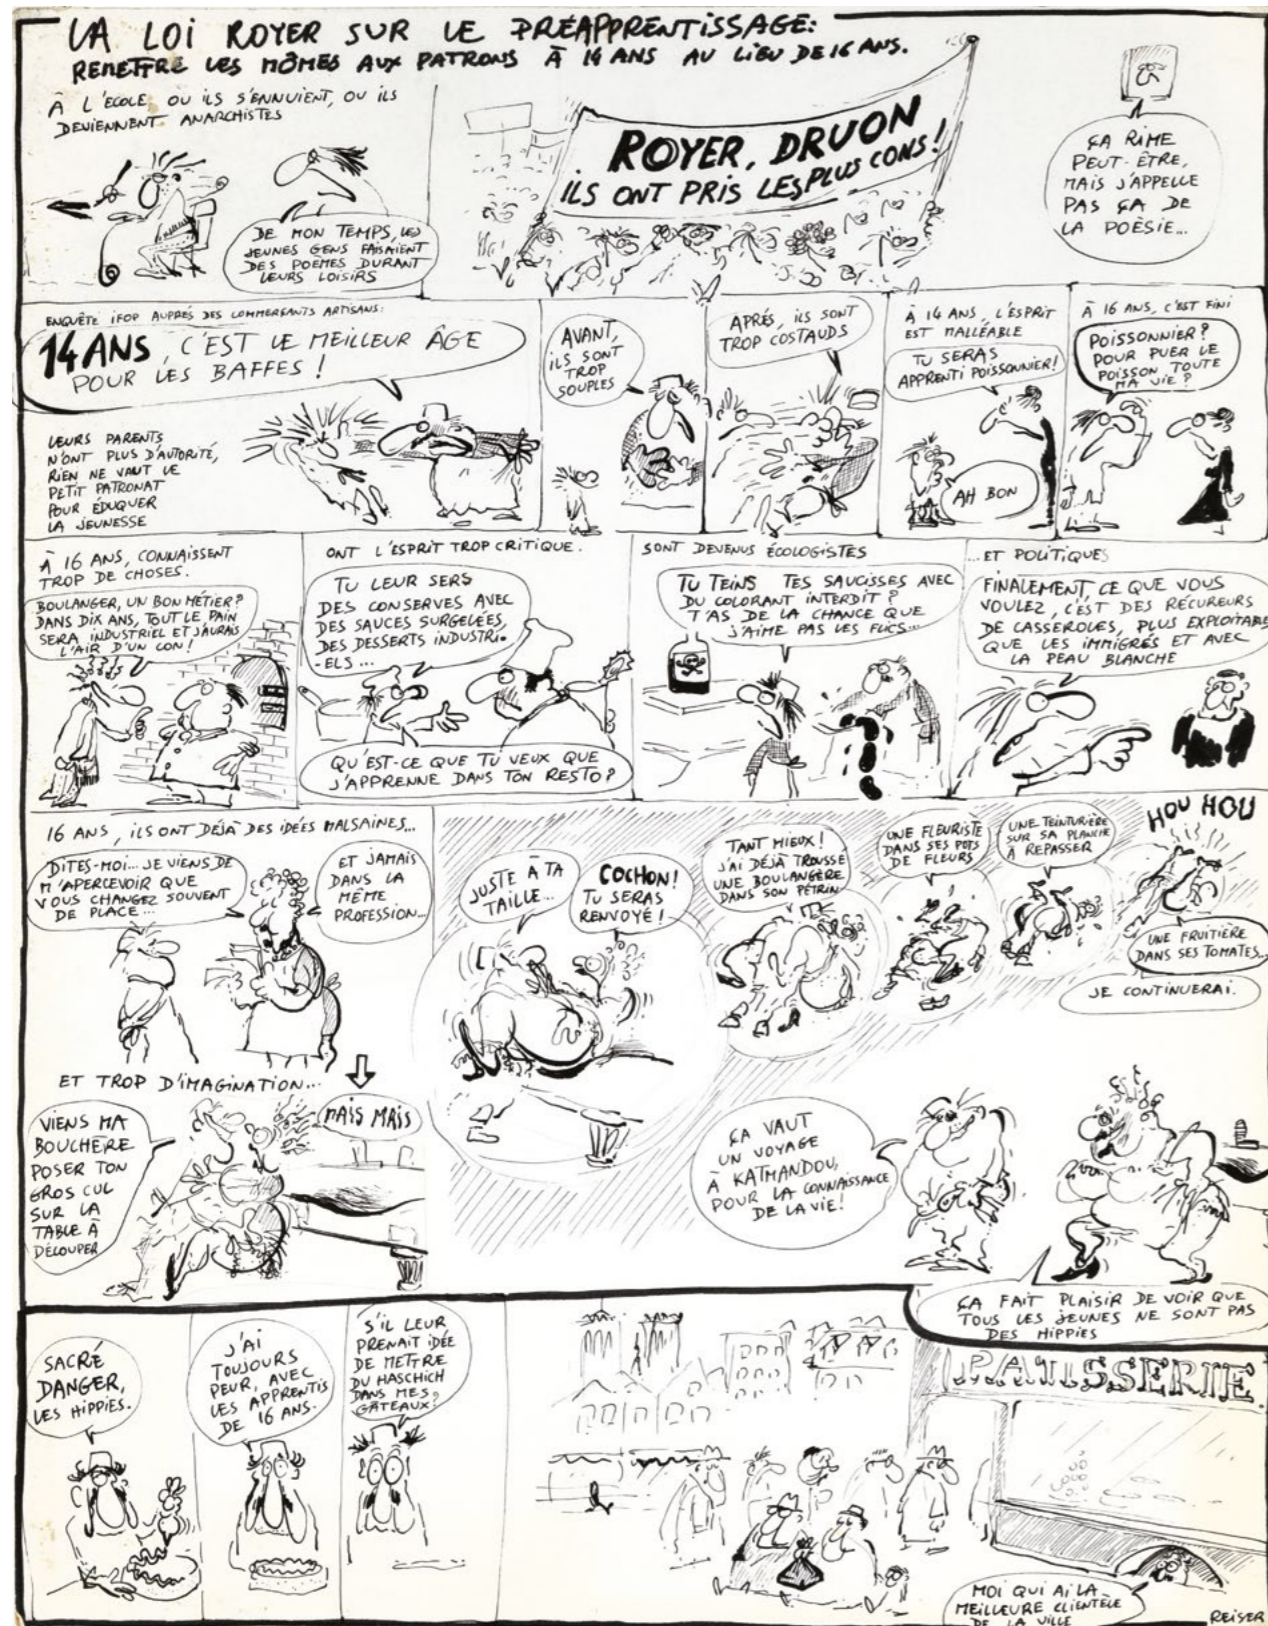 LA LOI ROYER SUR LE PRÉAPPRENTISSAGE:
REMETTRE LES MÔMES AUX PATRONS À 14 ANS AU LIEU DE 16 ANS.
À L'ECOLE, OU ILS S'ENNUIENT, OU ILS
DEVIENNENT ANARCHISTES
DE MON TEMPS, LES
JEUNES GENS FAISAIENT
DES POEMES DURANT
LEURS LOISIRS
ROYER, DRUON
ILS ONT PRIS LES PLUS CONS!
ÇA RIME
PEUT-ÊTRE,
MAIS J'APPELLE
PAS ÇA DE
LA POÈSIE...
ENQUÊTE IFOP AUPRÉS DES COMMERÇANTS ARTISANS:
14 ANS, C'EST LE MEILLEUR ÂGE
POUR LES BAFFES !
LEURS PARENTS
N'ONT PLUS D'AUTORITÉ,
RIEN NE VAUT LE
PETIT PATRONAT
POUR ÉDUQUER
LA JEUNESSE
AVANT,
ILS SONT
TROP
SOUPLES
APRÉS, ILS SONT
TROP COSTAUDS
À 14 ANS, L'ESPRIT
EST MALLÉABLE
TU SERAS
APPRENTI POISSONNIER!
AH BON
À 16 ANS, C'EST FINI
POISSONNIER?
POUR PUER LE
POISSON TOUTE
MA VIE?
À 16 ANS, CONNAISSENT
TROP DE CHOSES.
BOULANGER, UN BON MÉTIER?
DANS DIX ANS, TOUT LE PAIN
SERA INDUSTRIEL ET J'AURAIS
L'AIR D'UN CON!
ONT L'ESPRIT TROP CRITIQUE.
TU LEUR SERS
DES CONSERVES AVEC
DES SAUCES SURGELÉES,
DES DESSERTS INDUSTRI-
-ELS...
QU'EST-CE QUE TU VEUX QUE
J'APPRENNE DANS TON RESTO?
SONT DEVENUS ÉCOLOGISTES
TU TEINS TES SAUCISSES AVEC
DU COLORANT INTERDIT?
T'AS DE LA CHANCE QUE
J'AIME PAS LES FLICS...
...ET POLITIQUES
FINALEMENT, CE QUE VOUS
VOULEZ, C'EST DES RÉCUREURS
DE CASSEROLES, PLUS EXPLOITABLES
QUE LES IMMIGRÉS ET AVEC
LA PEAU BLANCHE
16 ANS, ILS ONT DÉJÀ DES IDÉES MALSAINES...
DITES-MOI... JE VIENS DE
M'APERCEVOIR QUE
VOUS CHANGEZ SOUVENT
DE PLACE...
ET JAMAIS
DANS LA
MÊME
PROFESSION...
ET TROP D'IMAGINATION...
VIENS MA
BOUCHÈRE
POSER TON
GROS CUL
SUR LA
TABLE À
DÉCOUPER
MAIS MAIS
JUSTE À TA
TAILLE...
COCHON!
TU SERAS
RENVOYÉ!
TANT MIEUX!
J'AI DÉJÀ TROUSSÉ
UNE BOULANGÈRE
DANS SON PÉTRIN
UNE FLEURISTE
DANS SES POTS
DE FLEURS
UNE TEINTURIÈRE
SUR SA PLANCHE
À REPASSER
HOU HOU
UNE FRUITIÈRE
DANS SES TOMATES...
JE CONTINUERAI.
ÇA VAUT
UN VOYAGE
À KATMANDOU,
POUR LA CONNAISSANCE
DE LA VIE!
ÇA FAIT PLAISIR DE VOIR QUE
TOUS LES JEUNES NE SONT PAS
DES HIPPIES
SACRÉ
DANGER,
LES HIPPIES.
J'AI
TOUJOURS
PEUR, AVEC
LES APPRENTIS
DE 16 ANS.
S'IL LEUR
PRENAIT IDÉE
DE METTRE
DU HASCHICH
DANS MES
GÂTEAUX?
PATISSERIE
MOI QUI AI LA
MEILLEURE CLIENTÈLE
DE LA VILLE
REISER